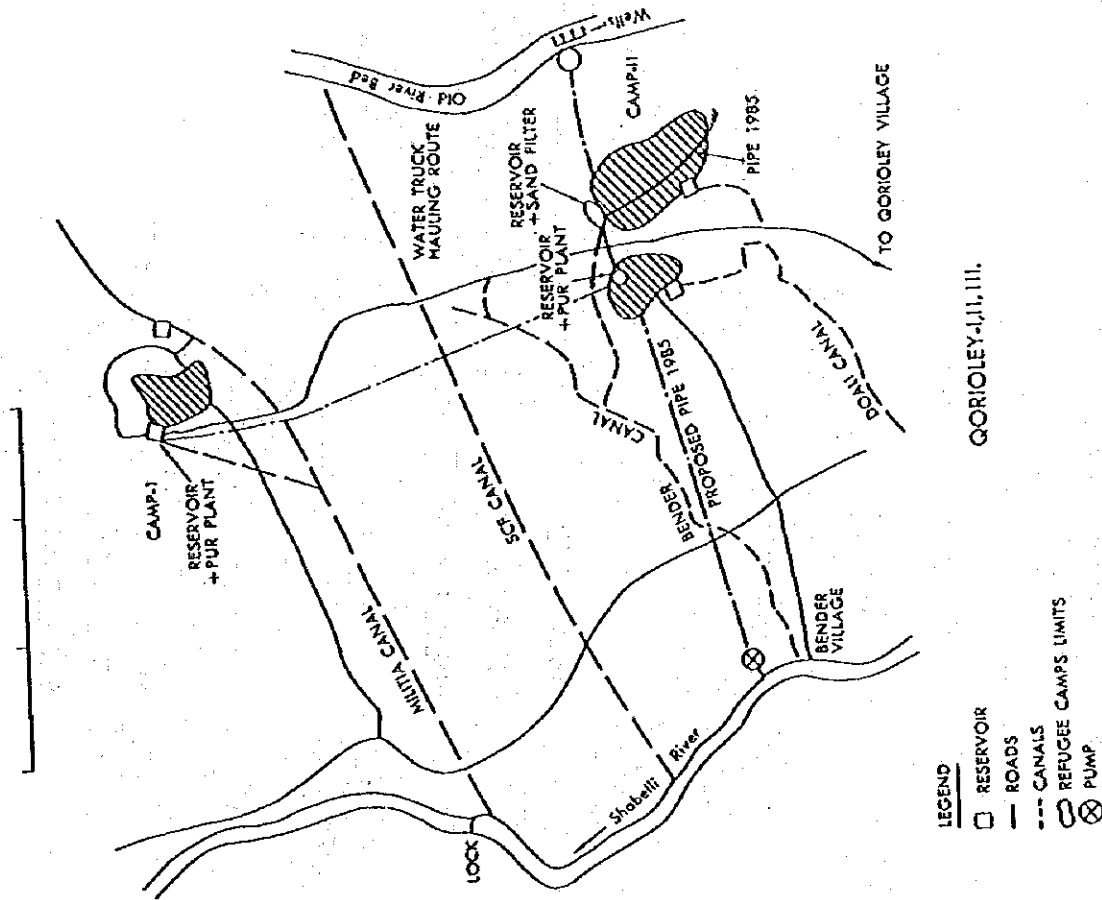 Wells
Old River Bed
CAMP-II
WATER TRUCK
HAULING ROUTE
RESERVOIR
+SAND FILTER
RESERVOIR
+PUR PLANT
PIPE 1985
TO QORIOLEY VILLAGE
CAMP-I
RESERVOIR
+PUR PLANT
MILITIA CANAL
SCF CANAL
CANAL
BENDER
PROPOSED PIPE 1985
DOAII CANAL
BENDER
VILLAGE
LOCK
Shabelli River
QORIOLEY-I,II,III.
LEGEND
RESERVOIR
ROADS
CANALS
REFUGEE CAMPS LIMITS
PUMP